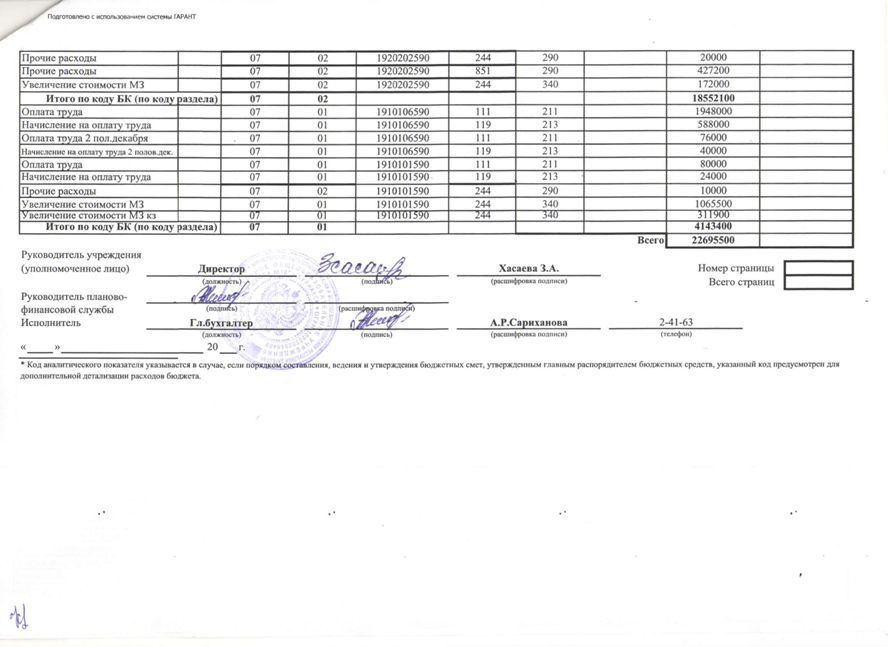 Подготовлено с использованием системы ГАРАНТ
Прочие расходы 07 02 1920202590 244 290 20000
Прочие расходы 07 02 1920202590 851 290 427200
Увеличение стоимости МЗ 07 02 1920202590 244 340 172000
Итого по коду БК (по коду раздела) 07 02 18552100
Оплата труда 07 01 1910106590 111 211 1948000
Начисление на оплату труда 07 01 1910106590 119 213 588000
Оплата труда 2 пол.декабря 07 01 1910106590 111 211 76000
Начисление на оплату труда 2 полов.дек. 07 01 1910106590 119 213 40000
Оплата труда 07 01 1910101590 111 211 80000
Начисление на оплату труда 07 01 1910101590 119 213 24000
Прочие расходы 07 02 1910101590 244 290 10000
Увеличение стоимости МЗ 07 01 1910101590 244 340 1065500
Увеличение стоимости МЗ кз 07 01 1910101590 244 340 311900
Итого по коду БК (по коду раздела) 07 01 4143400
Всего 22695500
Руководитель учреждения
(уполномоченное лицо) Директор Хасаева З.А. Номер страницы
(должность) (подпись) (расшифровка подписи) Всего страниц
Руководитель планово-
финансовой службы (подпись) (расшифровка подписи)
Исполнитель Гл.бухгалтер А.Р.Сариханова 2-41-63
(должность) (подпись) (расшифровка подписи) (телефон)
« ____ » 20 __ г.
* Код аналитического показателя указывается в случае, если порядком составления, ведения и утверждения бюджетных смет, утвержденным главным распорядителем бюджетных средств, указанный код предусмотрен для
дополнительной детализации расходов бюджета.